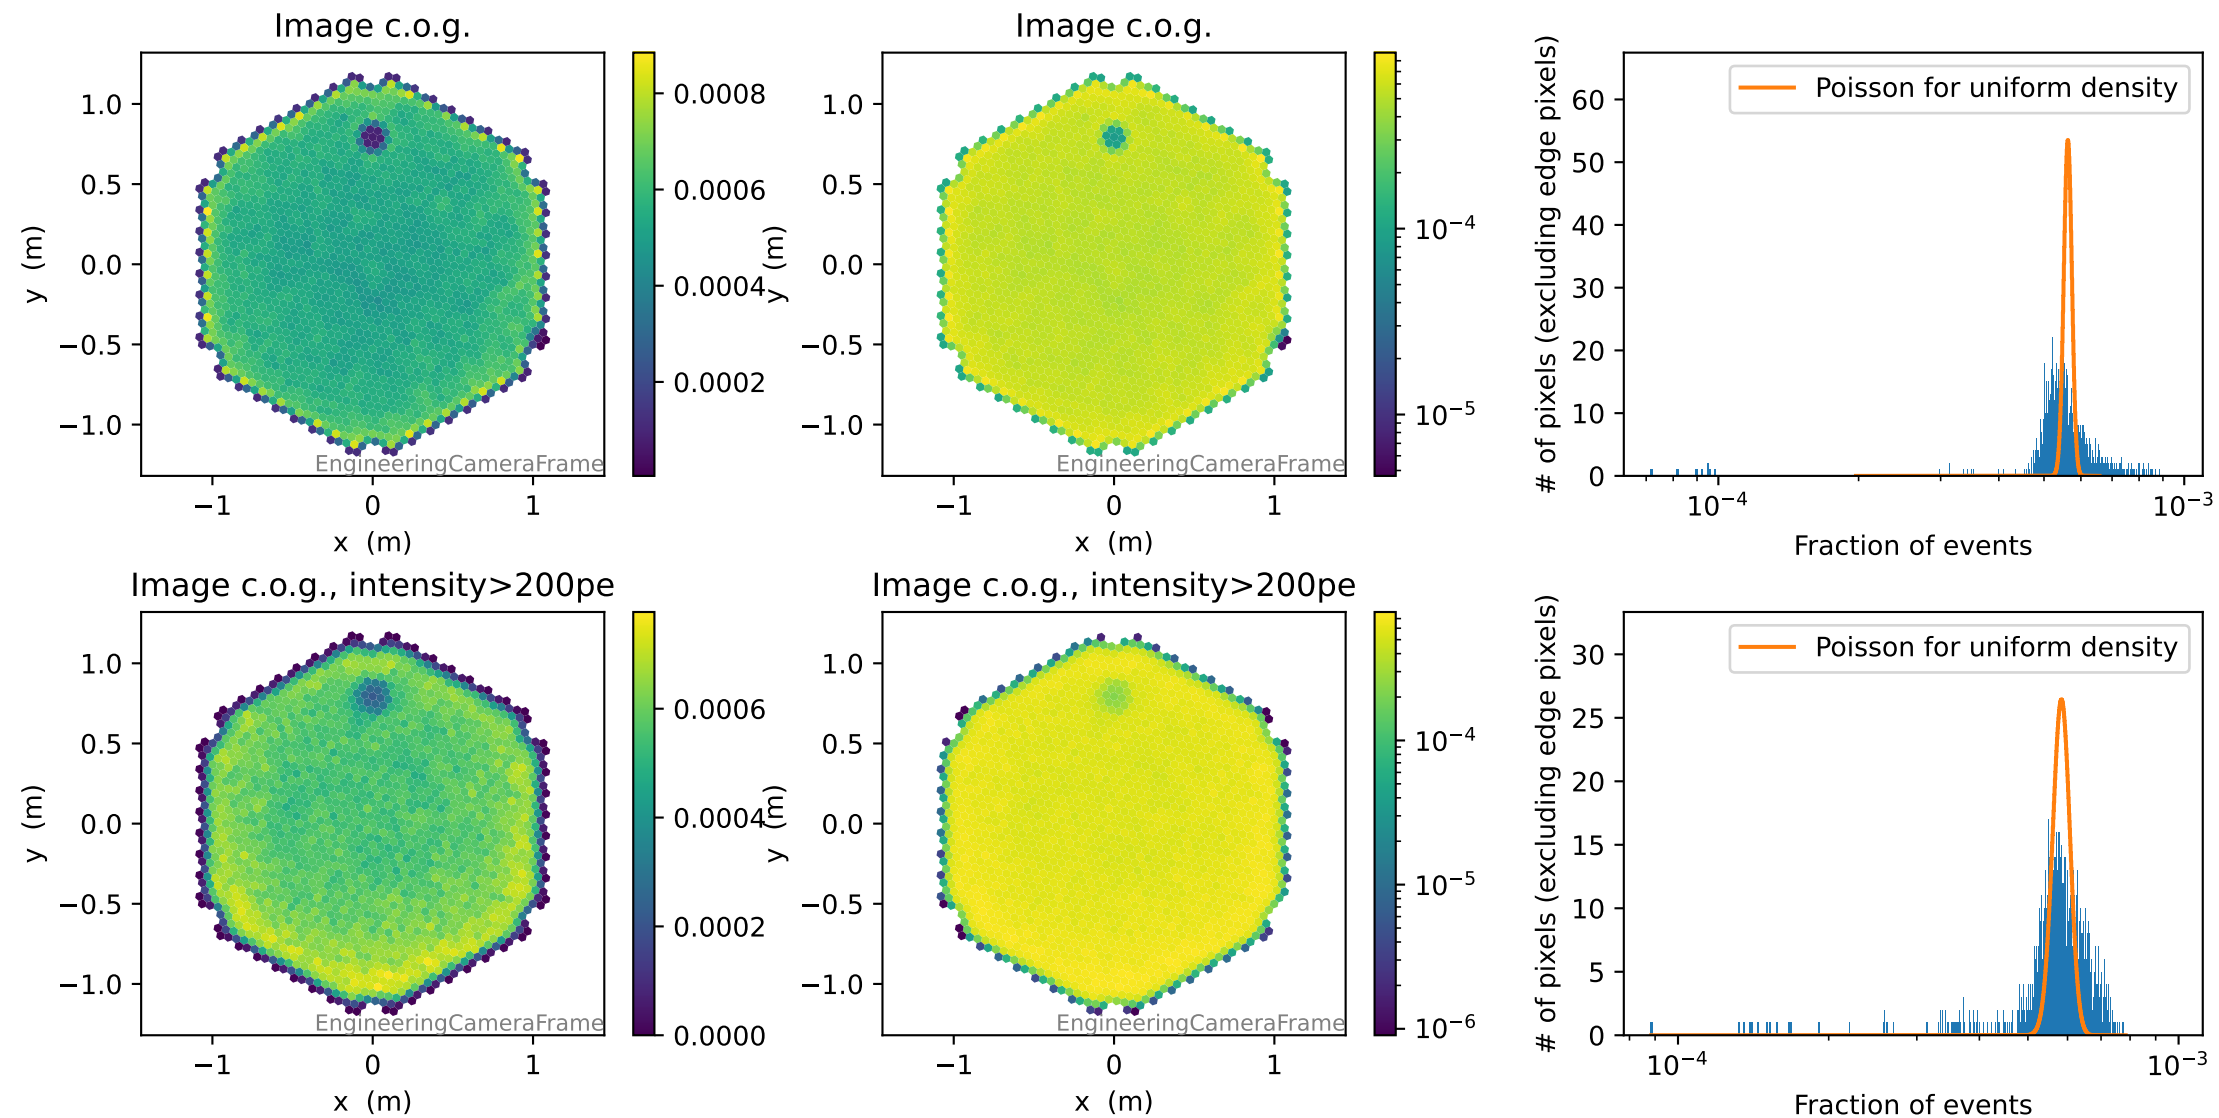 Image c.o.g.
1.0
0.5
0.0
−0.5
−1.0
y (m)
−1
0
1
x (m)
EngineeringCameraFrame
0.0008
0.0006
0.0004
0.0002
Image c.o.g.
1.0
0.5
0.0
−0.5
−1.0
y (m)
−1
0
1
x (m)
EngineeringCameraFrame
10⁻⁴
10⁻⁵
Poisson for uniform density
60
50
40
30
20
10
0
# of pixels (excluding edge pixels)
10⁻⁴
10⁻³
Fraction of events
Image c.o.g., intensity>200pe
1.0
0.5
0.0
−0.5
−1.0
y (m)
−1
0
1
x (m)
EngineeringCameraFrame
0.0006
0.0004
0.0002
0.0000
Image c.o.g., intensity>200pe
1.0
0.5
0.0
−0.5
−1.0
y (m)
−1
0
1
x (m)
EngineeringCameraFrame
10⁻⁴
10⁻⁵
10⁻⁶
Poisson for uniform density
30
25
20
15
10
5
0
# of pixels (excluding edge pixels)
10⁻⁴
10⁻³
Fraction of events